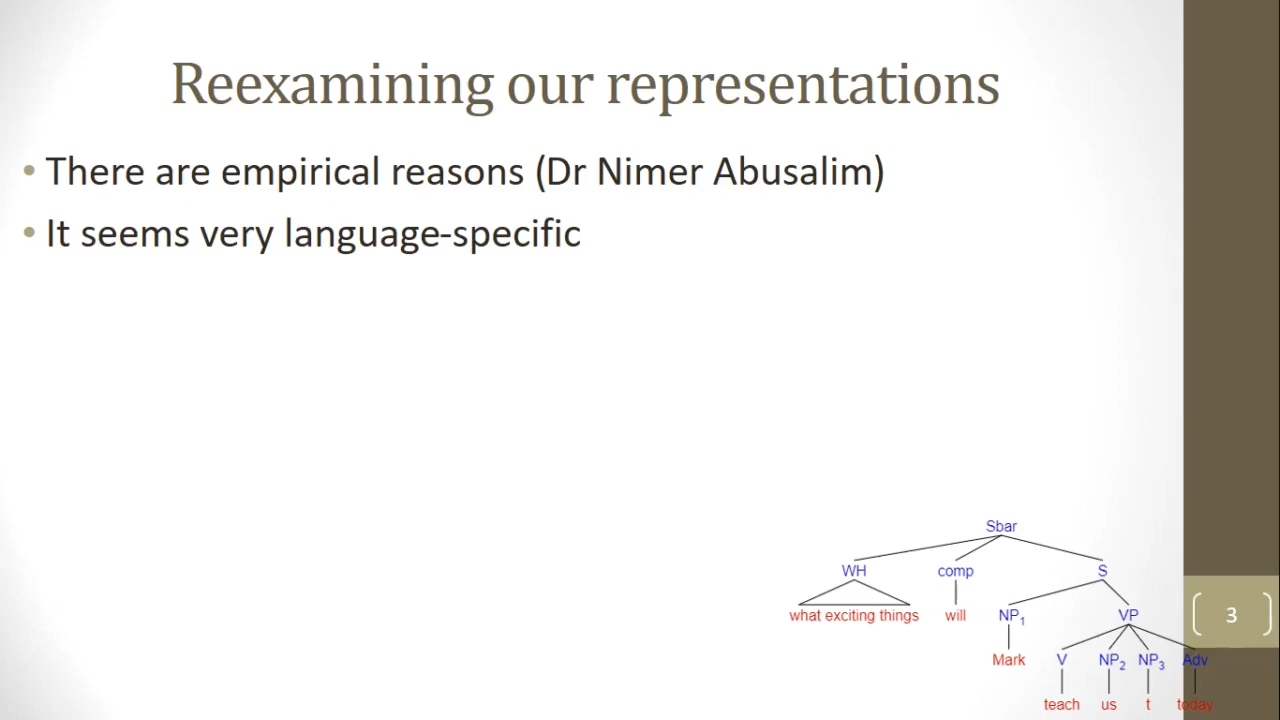 Reexamining our representations
• There are empirical reasons (Dr Nimer Abusalim)
• It seems very language-specific
Sbar
WH comp S
what exciting things will NP1 VP
Mark V NP2 NP3 Adv
teach us t today
3